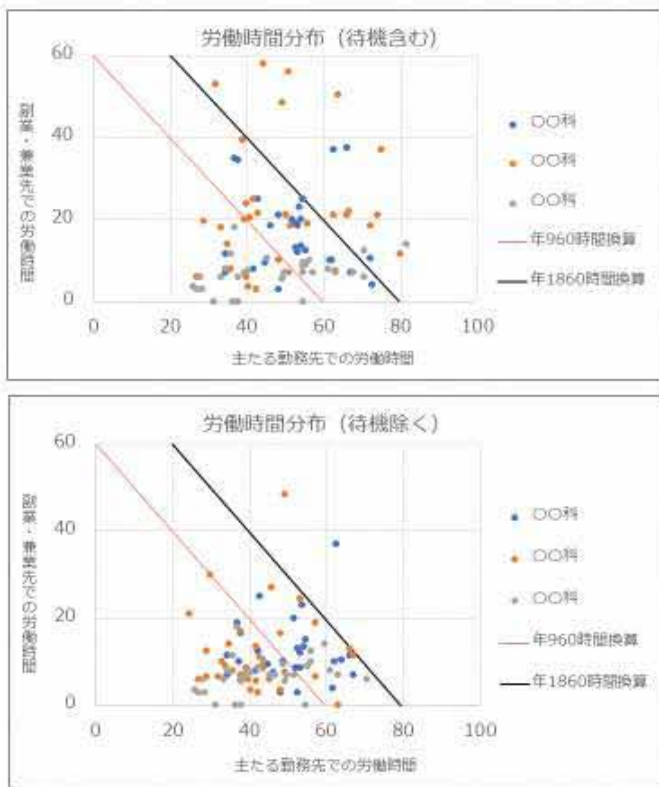 労働時間分布（待機含む）
副業・兼業先での労働時間
60
40
20
0
0 20 40 60 80 100
主たる勤務先での労働時間
〇〇科
〇〇科
〇〇科
年960時間換算
年1860時間換算
労働時間分布（待機除く）
副業・兼業先での労働時間
60
40
20
0
0 20 40 60 80 100
主たる勤務先での労働時間
〇〇科
〇〇科
〇〇科
年960時間換算
年1860時間換算